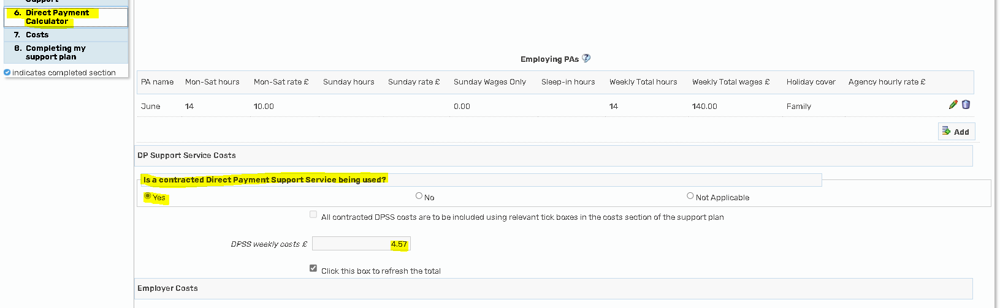 Support
6. Direct Payment
Calculator
7. Costs
8. Completing my
support plan
indicates completed section
Employing PAs
PA name Mon-Sat hours Mon-Sat rate £ Sunday hours Sunday rate £ Sunday Wages Only Sleep-in hours Weekly Total hours Weekly Total wages £ Holiday cover Agency hourly rate £
June 14 10.00 0.00 14 140.00 Family
Add
DP Support Service Costs
Is a contracted Direct Payment Support Service being used?
Yes No Not Applicable
All contracted DPSS costs are to be included using relevant tick boxes in the costs section of the support plan
DPSS weekly costs £ 4.57
Click this box to refresh the total
Employer Costs